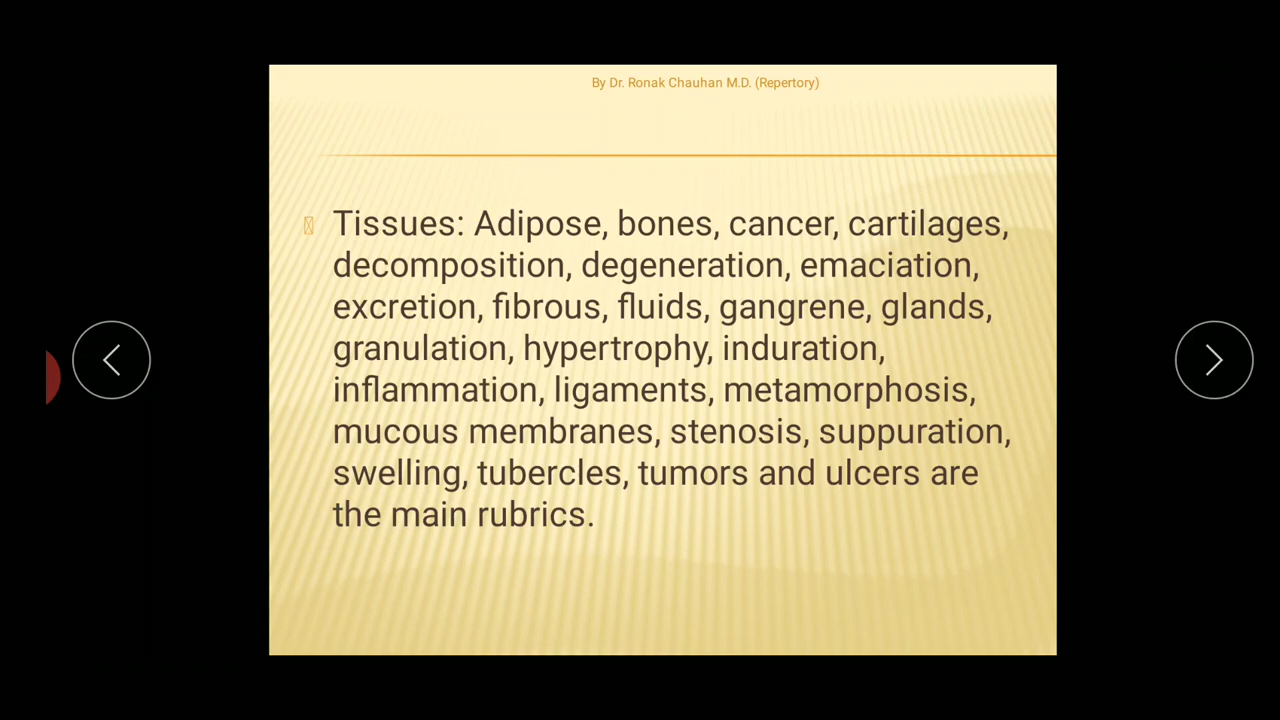 By Dr. Ronak Chauhan M.D. (Repertory)
Tissues: Adipose, bones, cancer, cartilages,
decomposition, degeneration, emaciation,
excretion, fibrous, fluids, gangrene, glands,
granulation, hypertrophy, induration,
inflammation, ligaments, metamorphosis,
mucous membranes, stenosis, suppuration,
swelling, tubercles, tumors and ulcers are
the main rubrics.